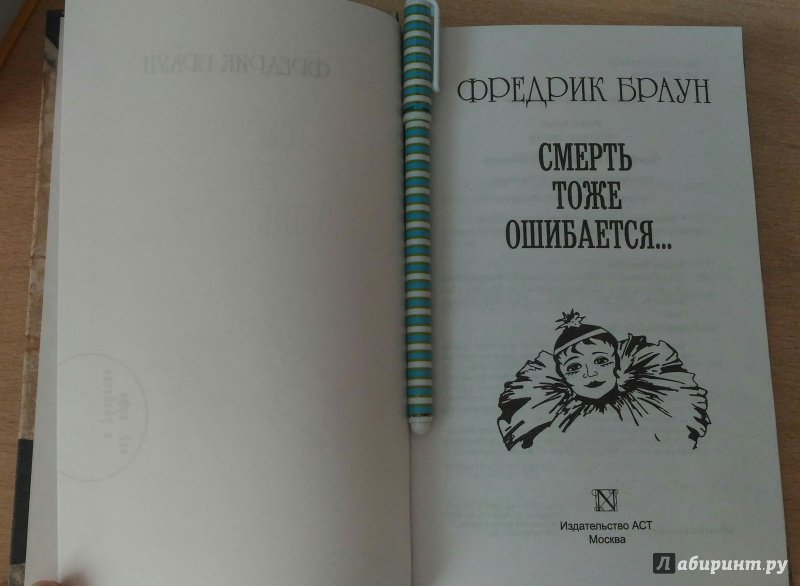 ФРЕДРИК БРАУН
СМЕРТЬ
ТОЖЕ
ОШИБАЕТСЯ...
N
Издательство АСТ
Москва
Лабиринт.ру